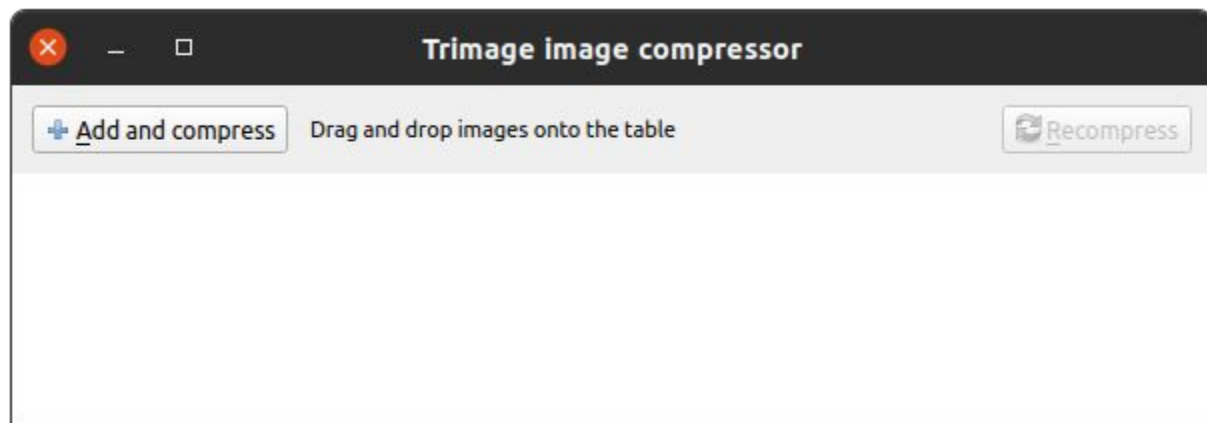 Trimage image compressor
Add and compress Drag and drop images onto the table Recompress